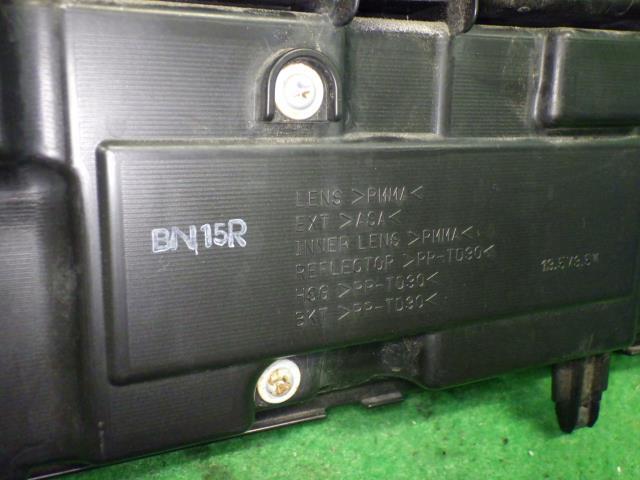 BN15R
LENS >PMMA<
EXT >ASA<
INNER LENS >PMMA<
REFLECTOR >PP-TD30<
HSG >PP-TD30<
BKT >PP-TD30<